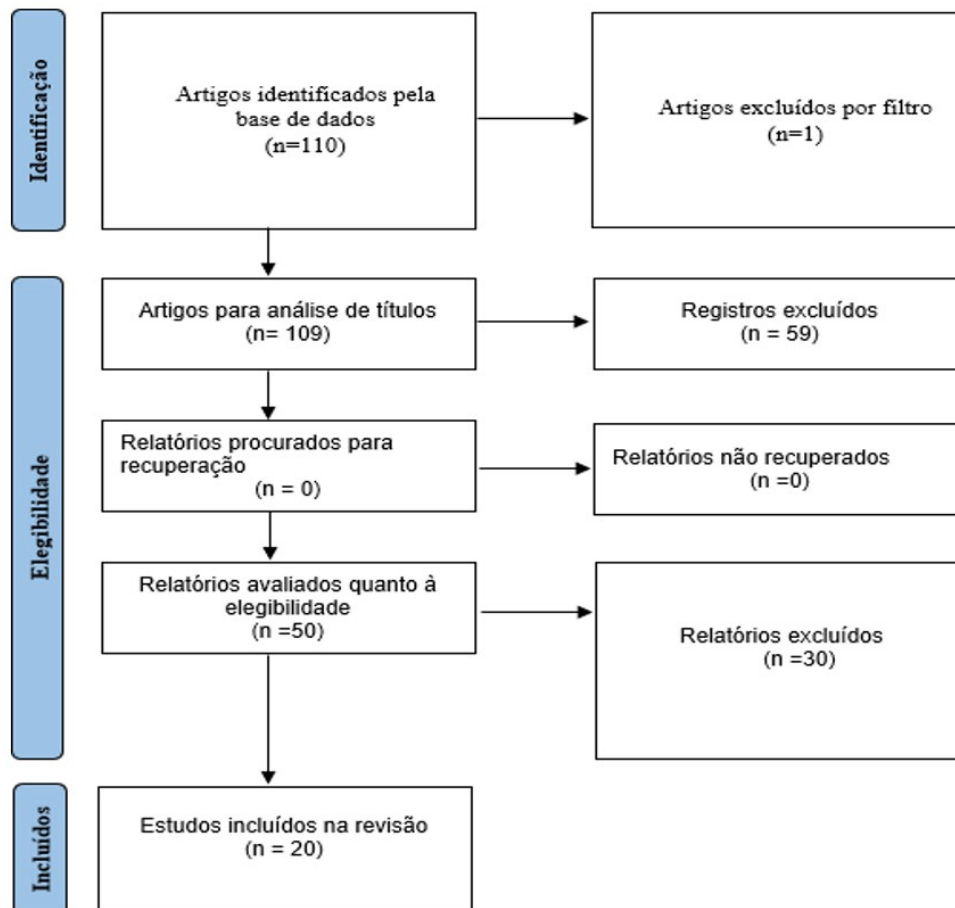 Identificação
Artigos identificados pela
base de dados
(n=110)
Artigos excluídos por filtro
(n=1)
Elegibilidade
Artigos para análise de títulos
(n= 109)
Registros excluídos
(n = 59)
Relatórios procurados para
recuperação
(n = 0)
Relatórios não recuperados
(n =0)
Relatórios avaliados quanto à
elegibilidade
(n =50)
Relatórios excluídos
(n =30)
Incluídos
Estudos incluídos na revisão
(n = 20)